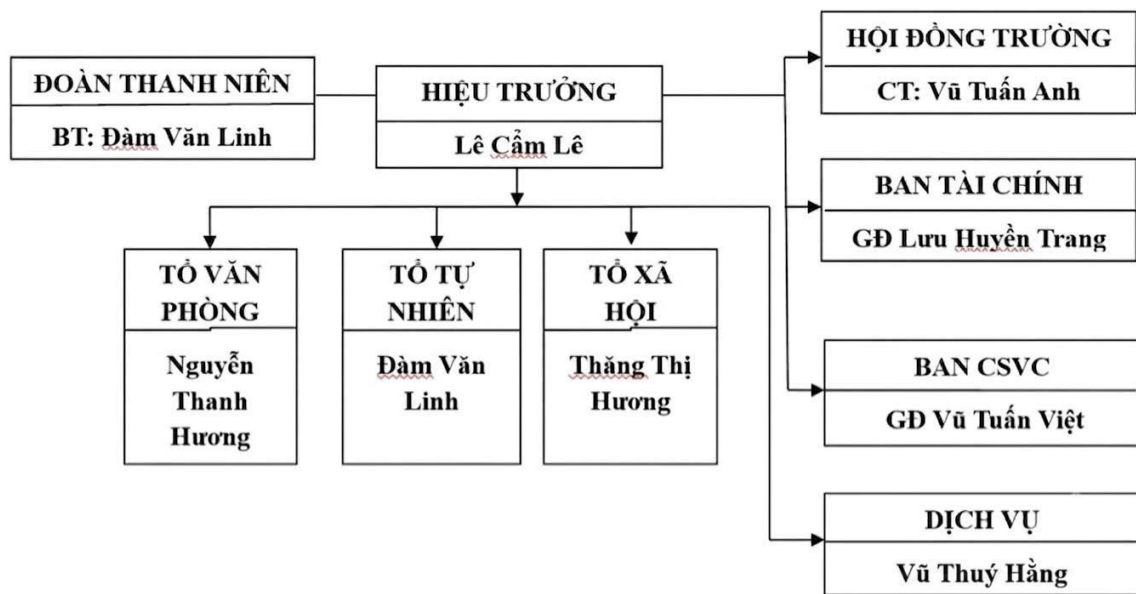 ĐOÀN THANH NIÊN
BT: Đàm Văn Linh
HIỆU TRƯỞNG
Lê Cẩm Lê
HỘI ĐỒNG TRƯỜNG
CT: Vũ Tuấn Anh
BAN TÀI CHÍNH
GĐ Lưu Huyền Trang
TỔ VĂN
PHÒNG
Nguyễn
Thanh
Hương
TỔ TỰ
NHIÊN
Đàm Văn
Linh
TỔ XÃ
HỘI
Thăng Thị
Hương
BAN CSVC
GĐ Vũ Tuấn Việt
DỊCH VỤ
Vũ Thuý Hằng